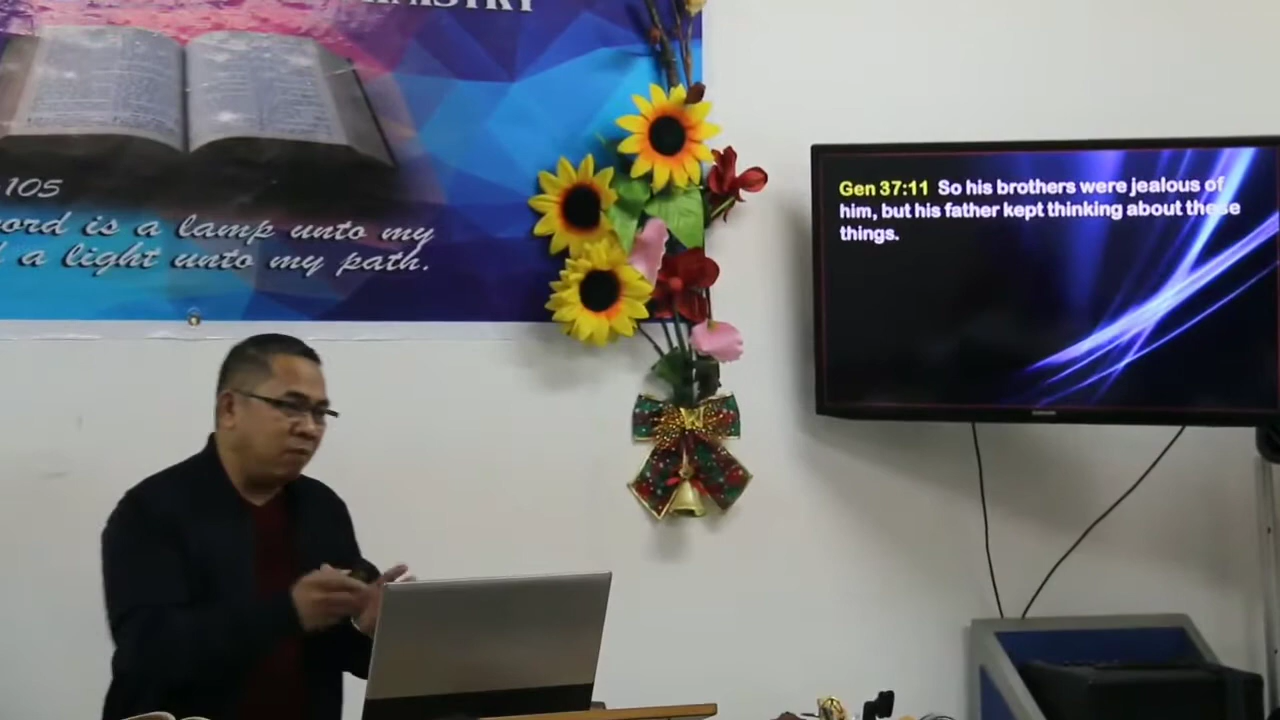 105
word is a lamp unto my
a light unto my path.
Gen 37:11 So his brothers were jealous of
him, but his father kept thinking about these
things.